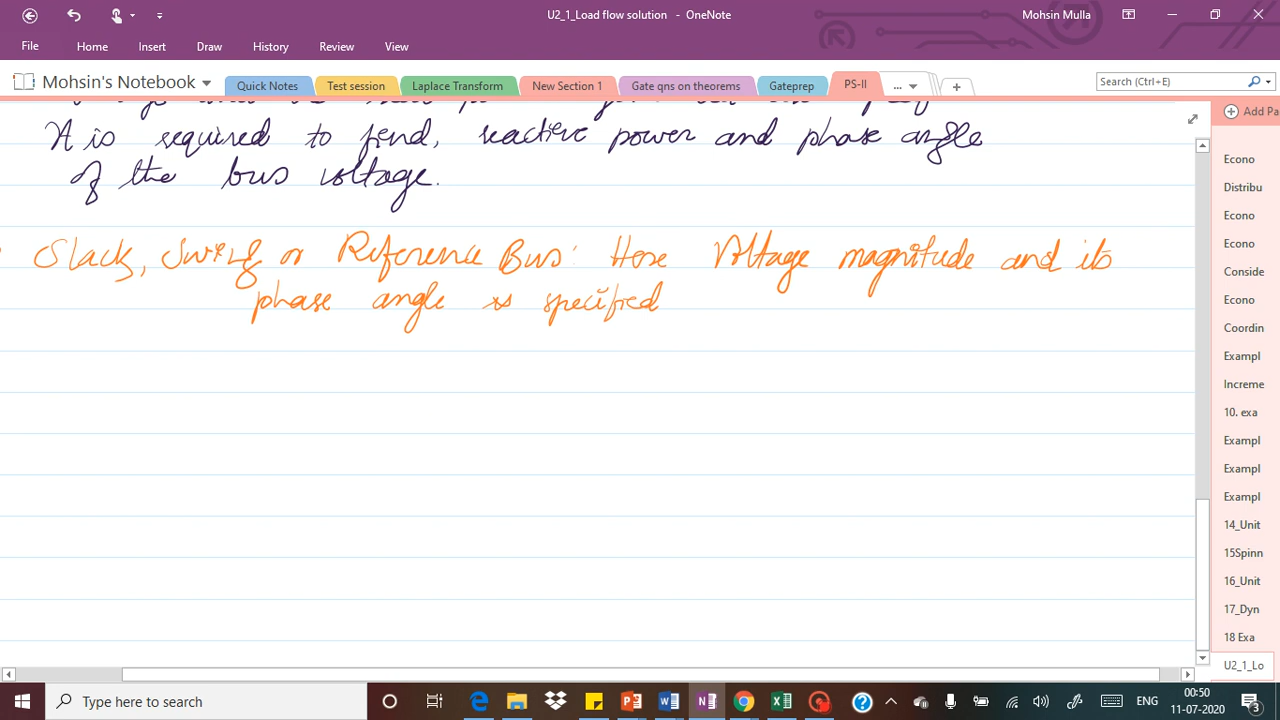 U2_1_Load flow solution - OneNote
Mohsin Mulla
File Home Insert Draw History Review View
Mohsin's Notebook
Quick Notes Test session Laplace Transform New Section 1 Gate qns on theorems Gateprep PS-II ...
Search (Ctrl+E)
Add Pa
It is required to find, reactive power and phase angle
of the bus voltage.
Slack, Swing or Reference Bus: Here Voltage magnitude and its
phase angle is specified
Econo
Distribu
Econo
Econo
Conside
Econo
Coordin
Exampl
Increme
10. exa
Exampl
Exampl
Exampl
14_Unit
15Spinn
16_Unit
17_Dyn
18 Exa
U2_1_Lo
Type here to search
ENG
00:50
11-07-2020
3